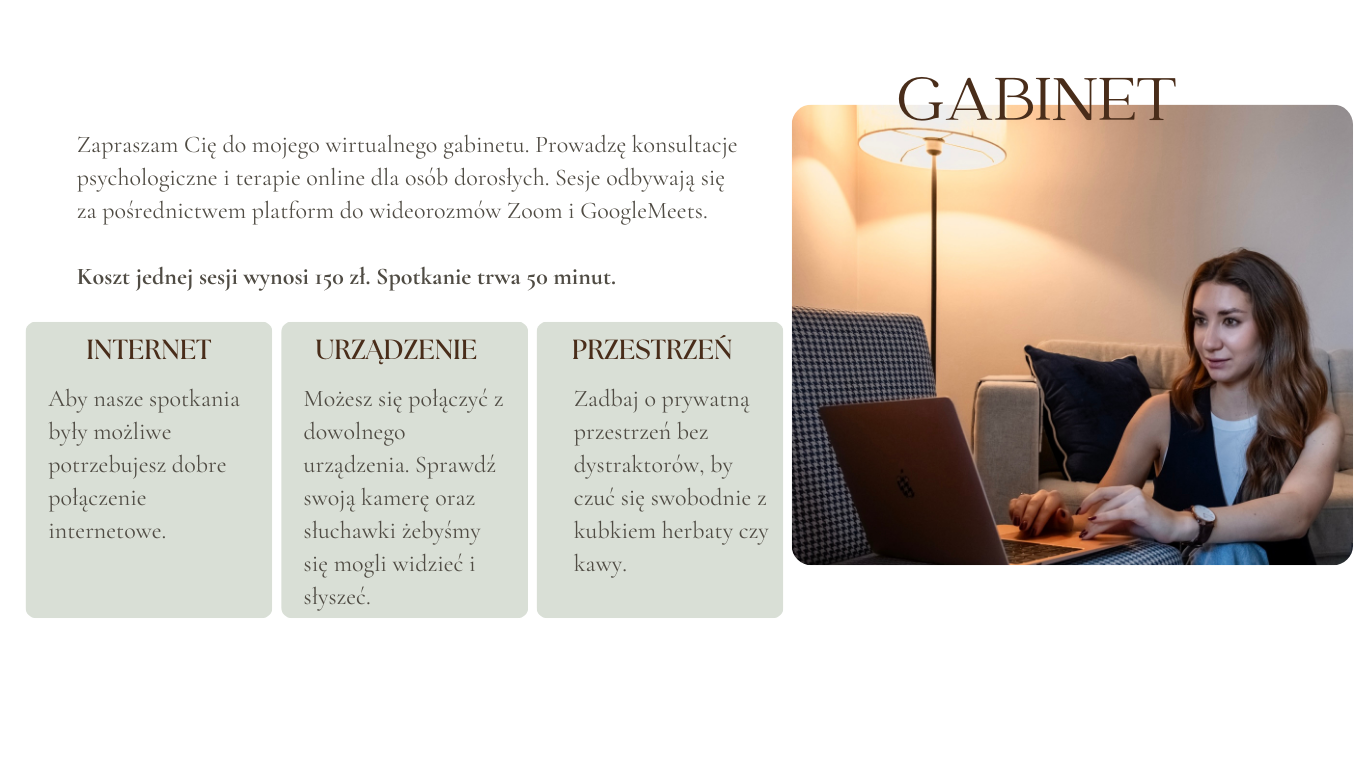 GABINET
Zapraszam Cię do mojego wirtualnego gabinetu. Prowadzę konsultacje
psychologiczne i terapie online dla osób dorosłych. Sesje odbywają się
za pośrednictwem platform do wideorozmów Zoom i GoogleMeets.
Koszt jednej sesji wynosi 150 zł. Spotkanie trwa 50 minut.
INTERNET
Aby nasze spotkania
były możliwe
potrzebujesz dobre
połączenie
internetowe.
URZĄDZENIE
Możesz się połączyć z
dowolnego
urządzenia. Sprawdź
swoją kamerę oraz
słuchawki żebyśmy
się mogli widzieć i
słyszeć.
PRZESTRZEŃ
Zadbaj o prywatną
przestrzeń bez
dystraktorów, by
czuć się swobodnie z
kubkiem herbaty czy
kawy.